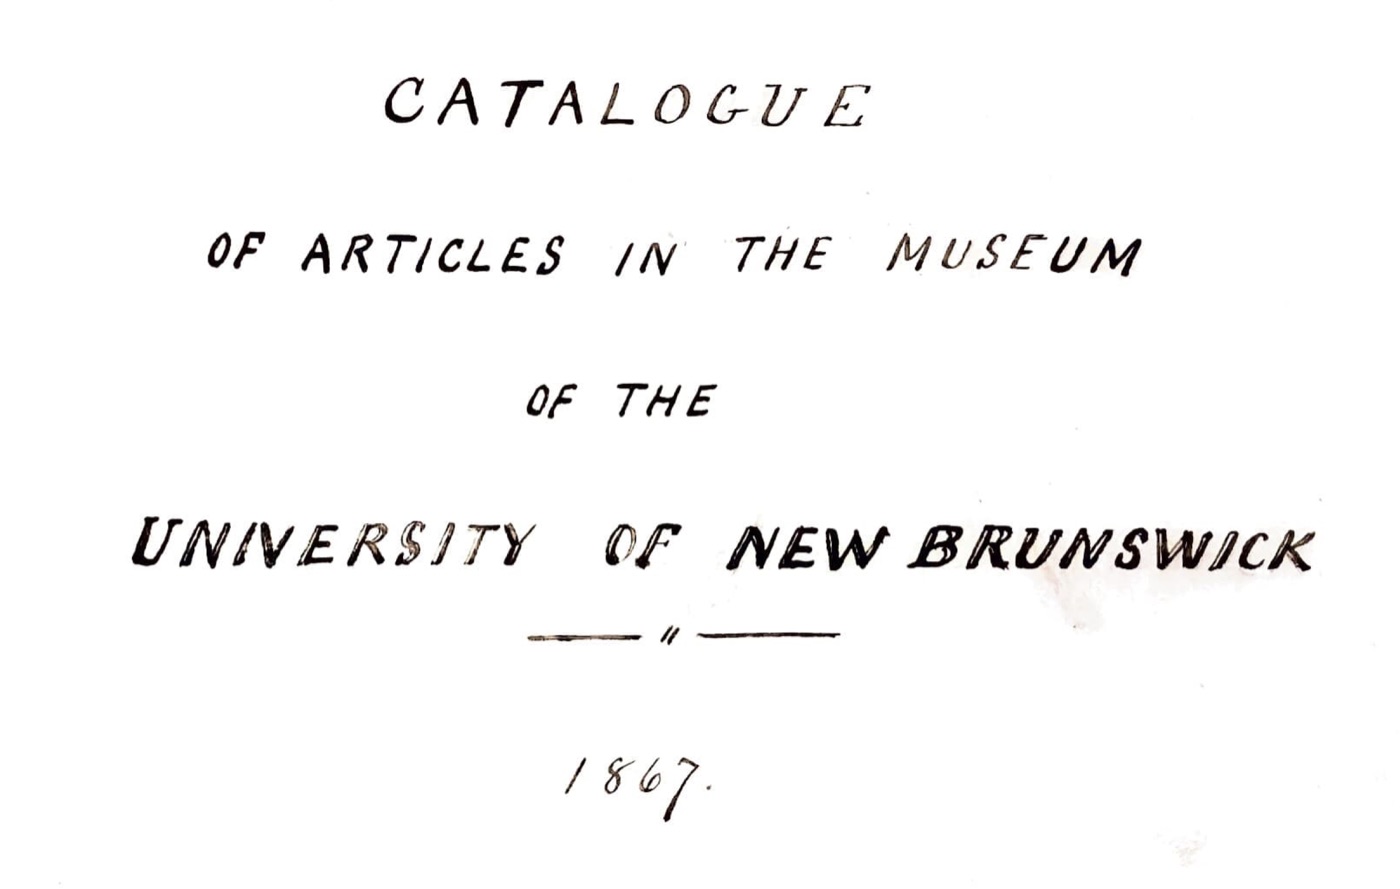 CATALOGUE
OF ARTICLES IN THE MUSEUM
OF THE
UNIVERSITY OF NEW BRUNSWICK
1867.